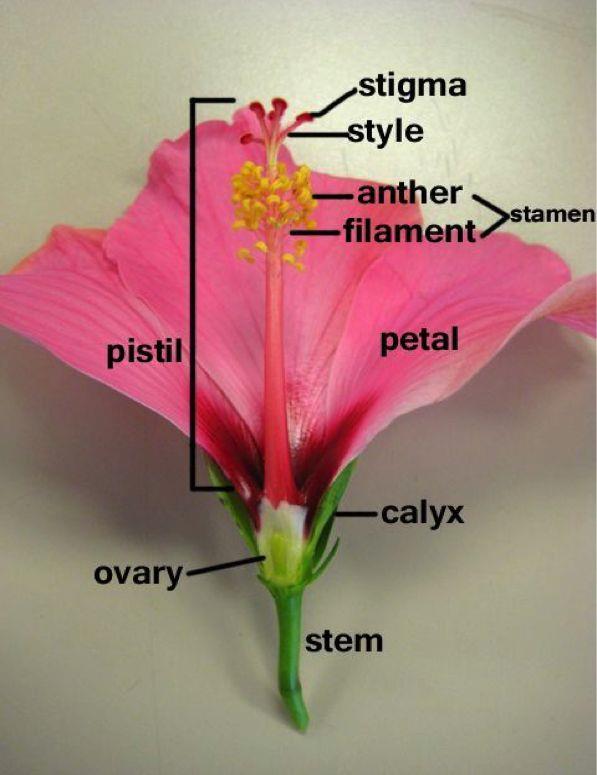 stigma
style
anther
stamen
filament
petal
pistil
calyx
ovary
stem